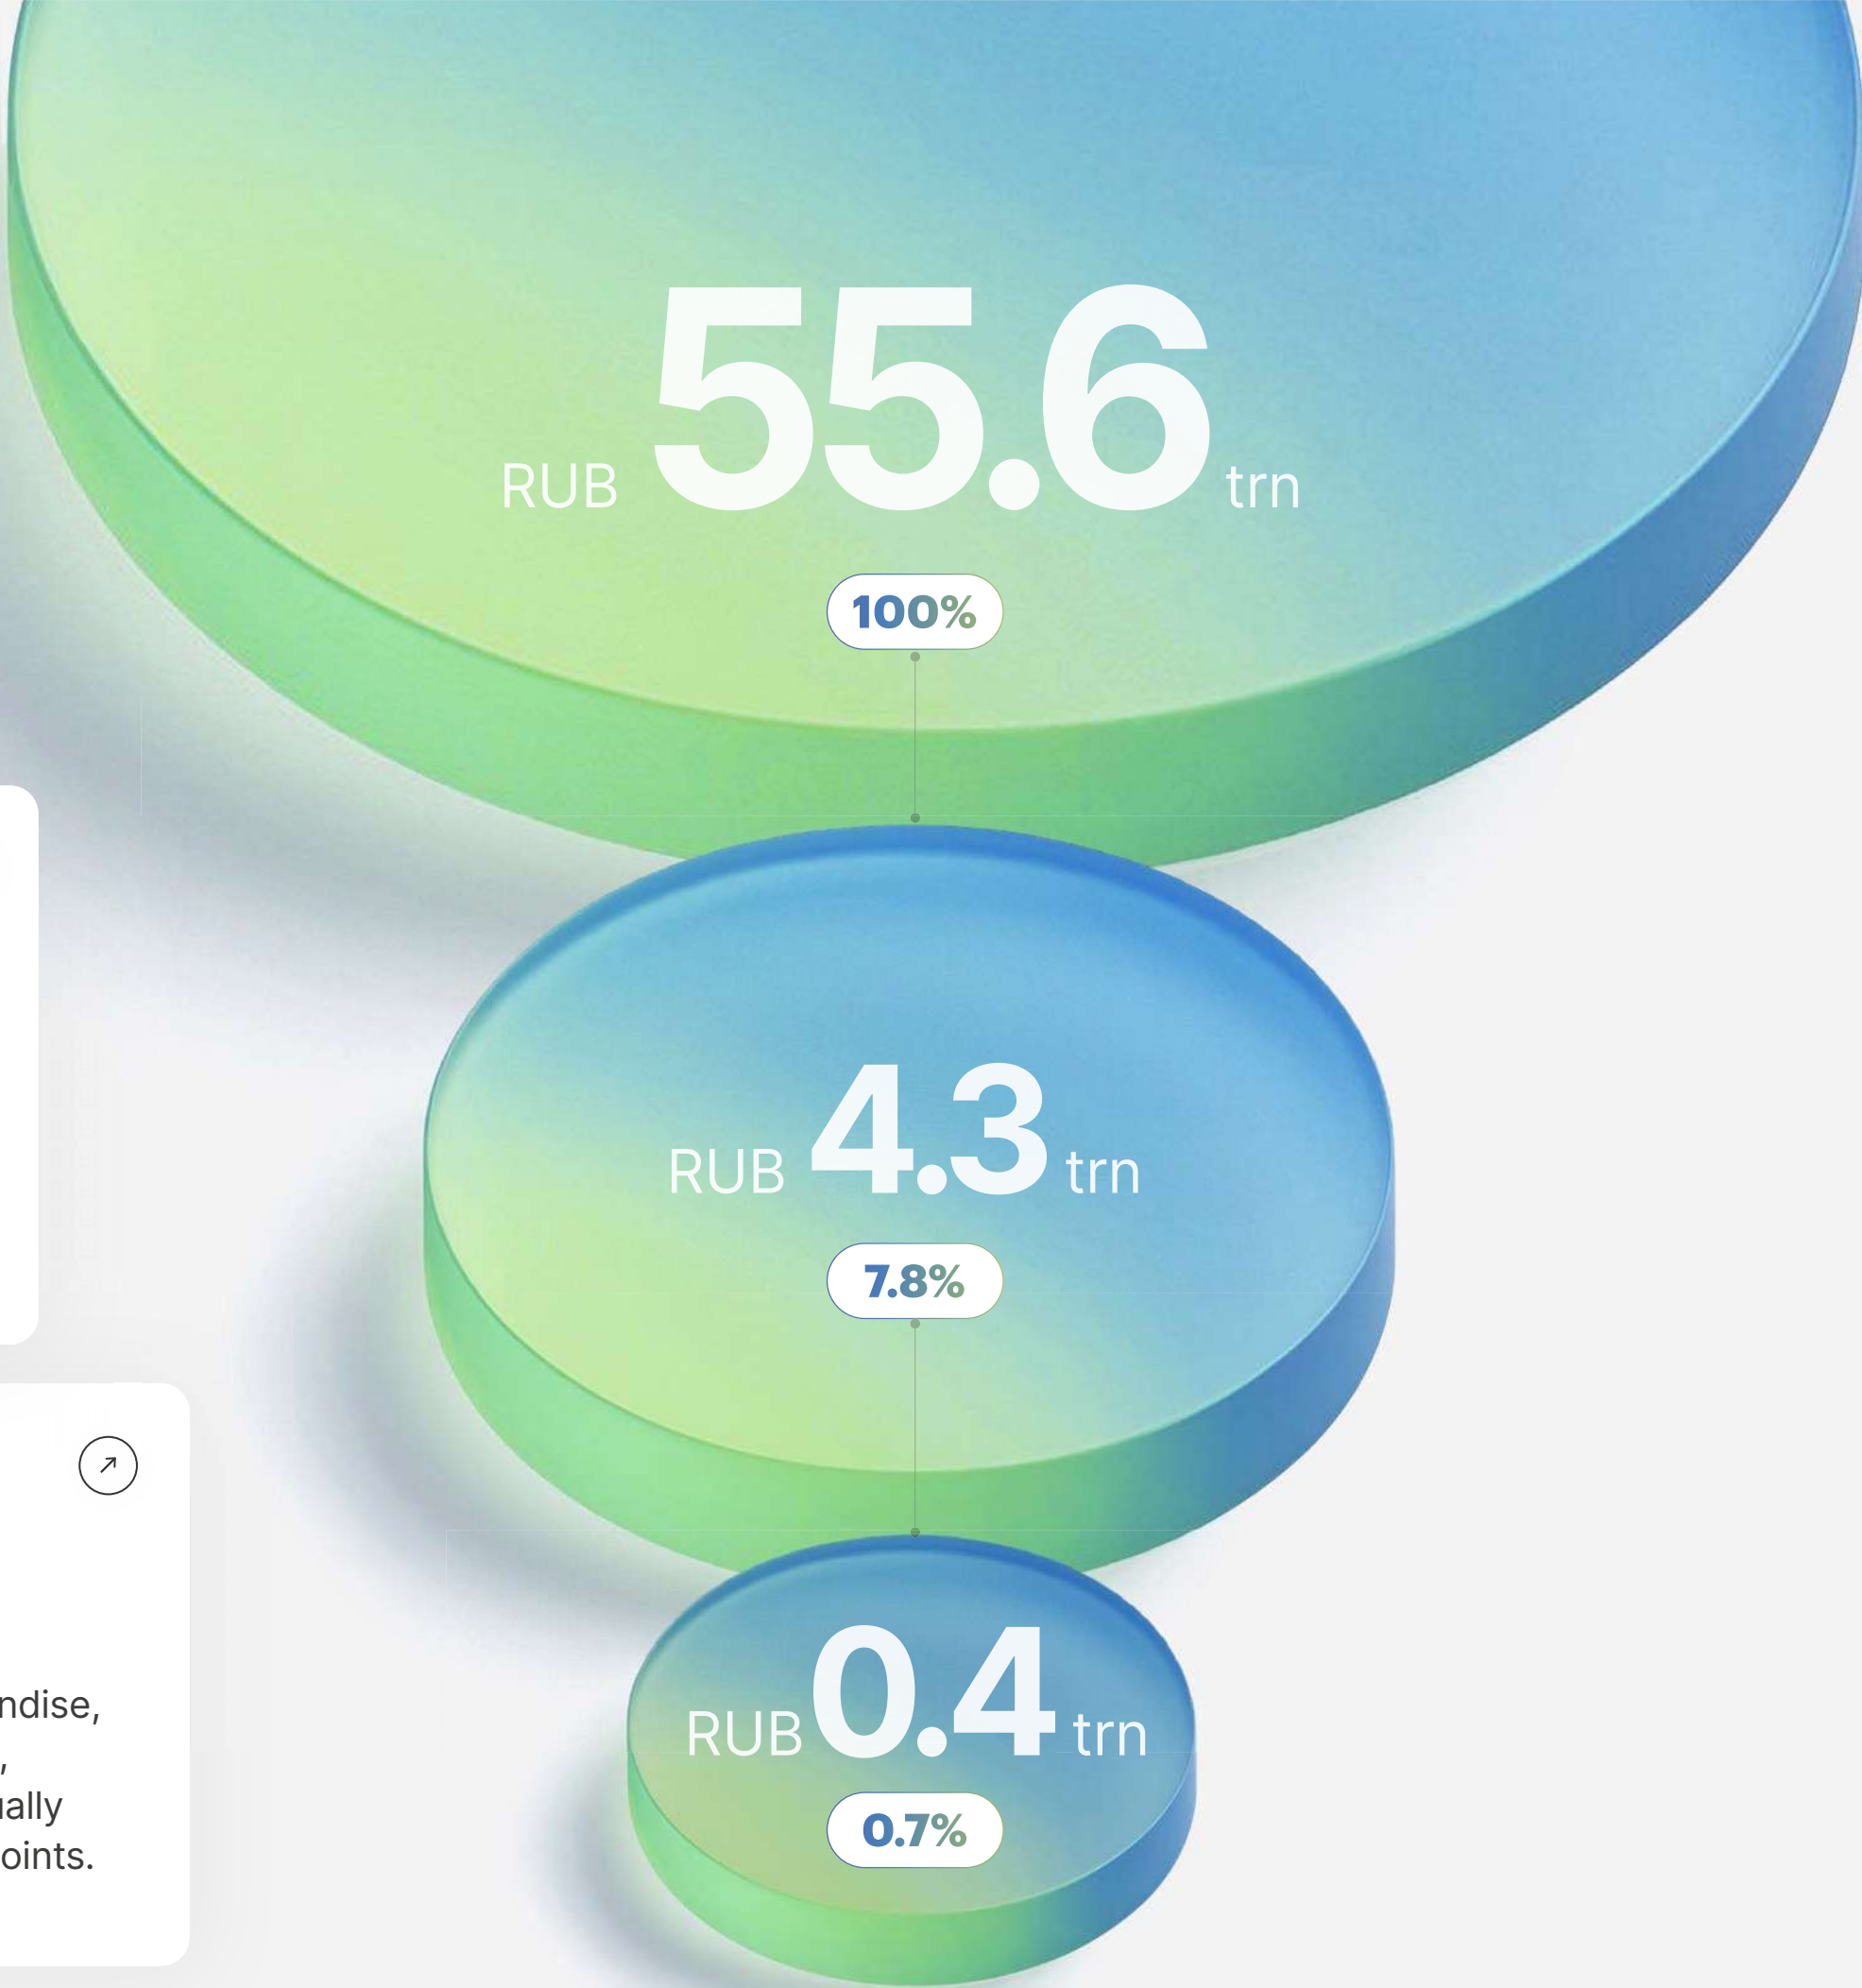 RUB 55.6 trn
100%
RUB 4.3 trn
7.8%
RUB 0.4 trn
0.7%
ndise,
,
ally
oints.